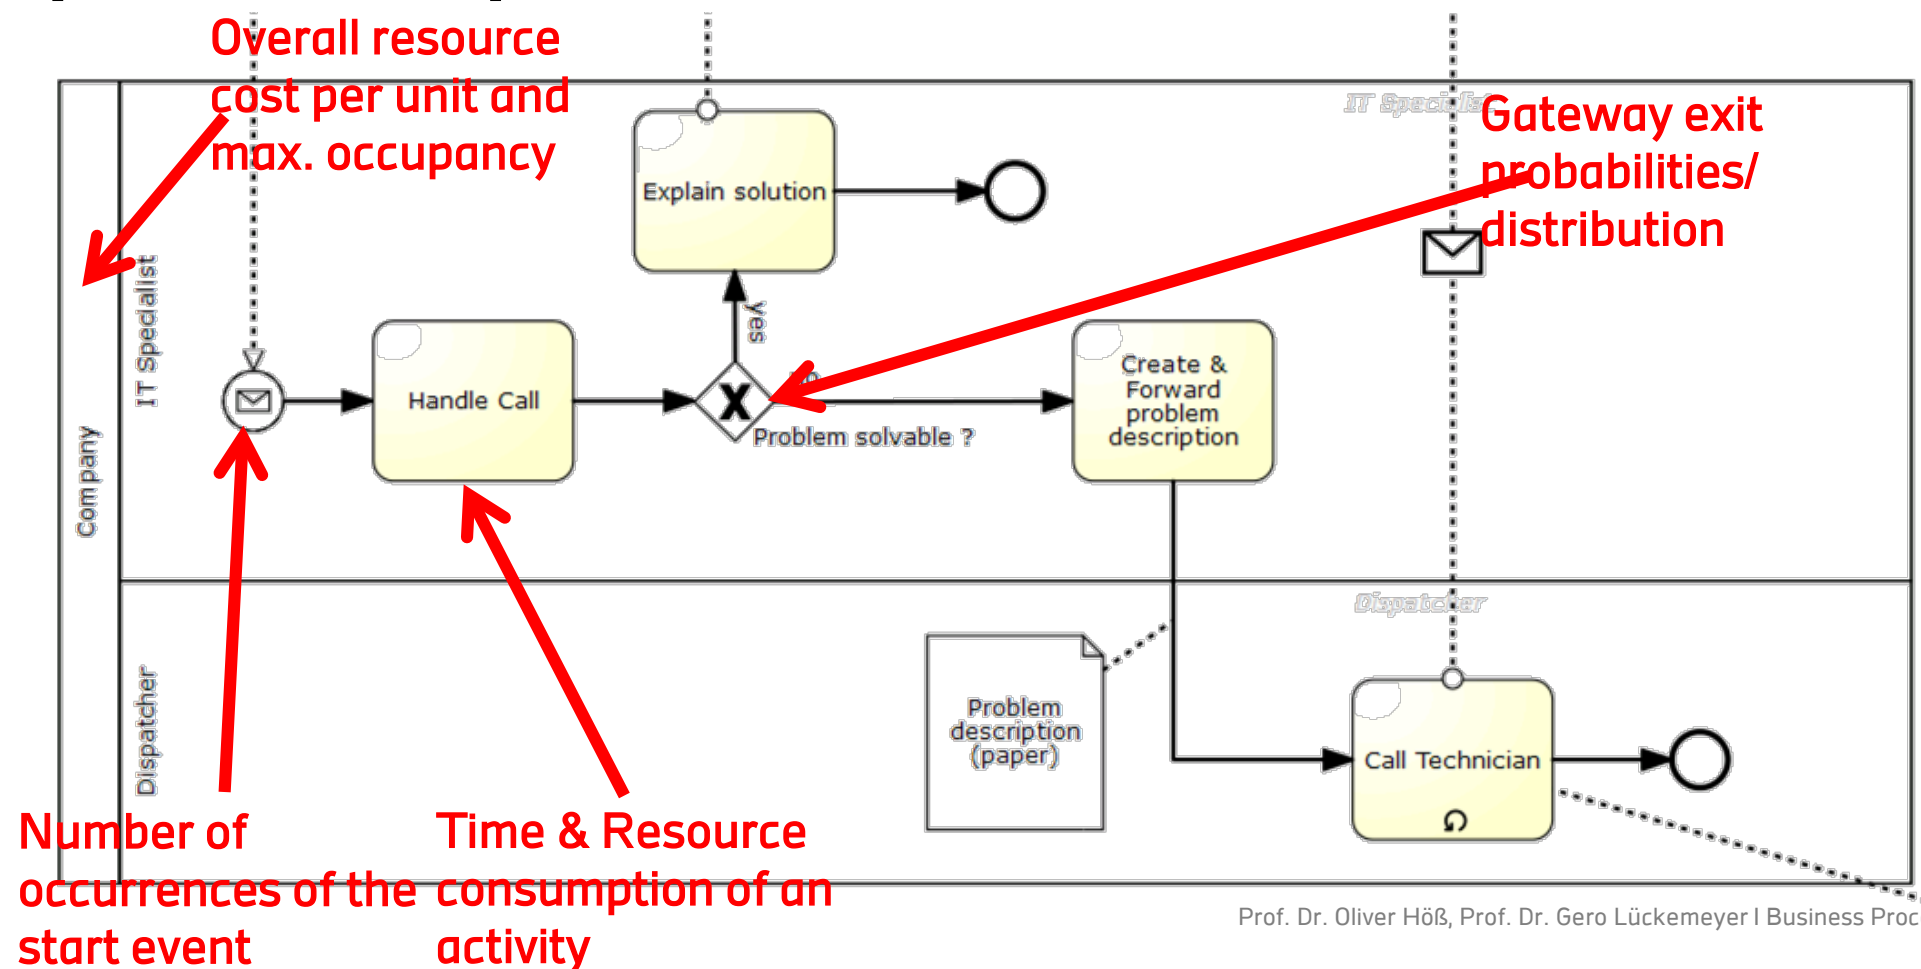 Overall resource
cost per unit and
max. occupancy
IT Specialist
Gateway exit
probabilities/
distribution
Company
IT Specialist
Explain solution
yes
Handle Call
no
Problem solvable ?
Create &
Forward
problem
description
Dispatcher
Dispatcher
Problem
description
(paper)
Call Technician
Number of
occurrences of the
start event
Time & Resource
consumption of an
activity
Prof. Dr. Oliver Höß, Prof. Dr. Gero Lückemeyer I Business Proc